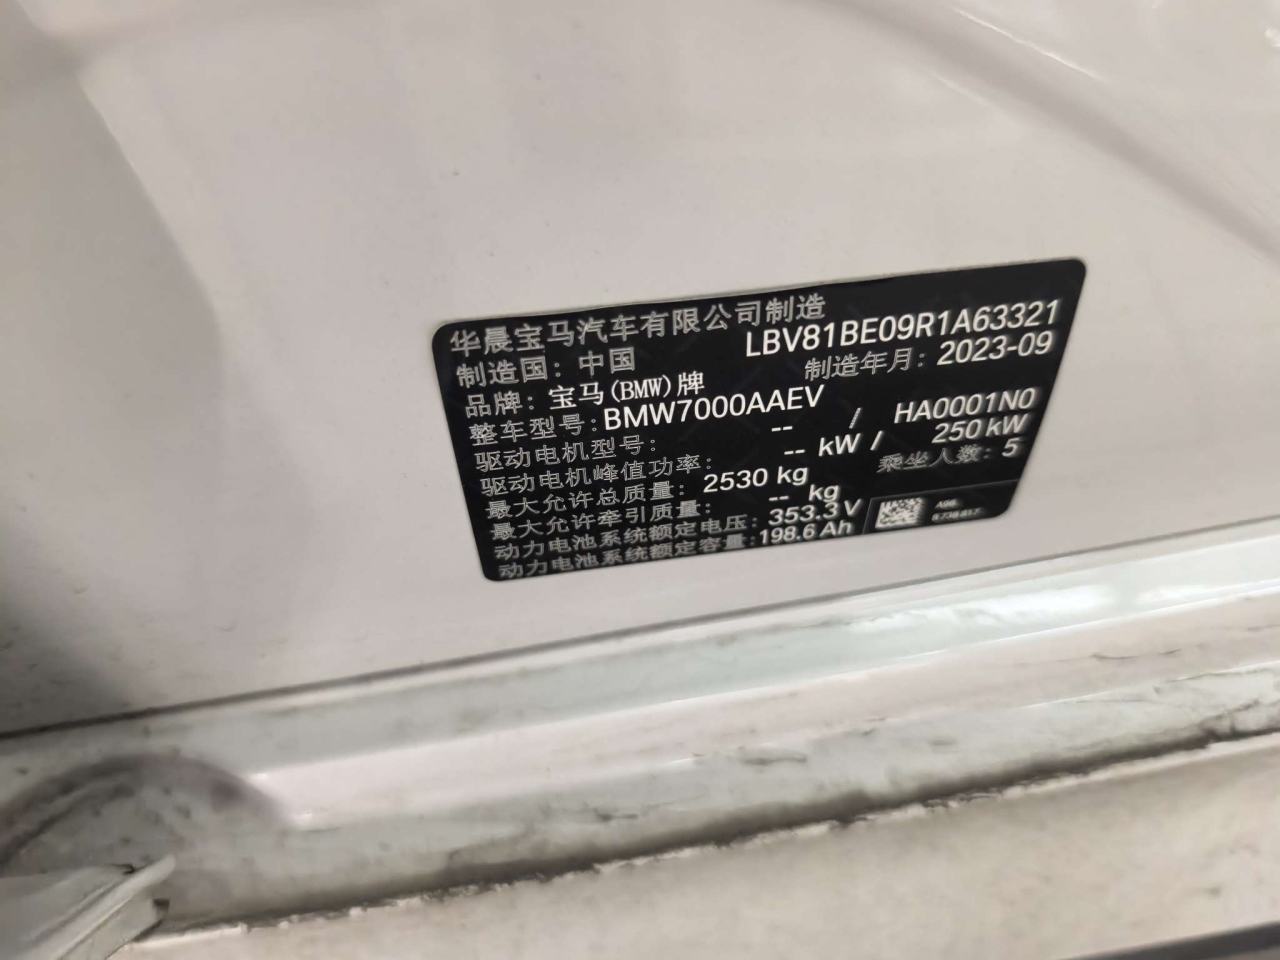 华晨宝马汽车有限公司制造
LBV81BE09R1A63321
制造国：中国
制造年月：2023-09
品牌：宝马(BMW)牌
整车型号：BMW7000AAEV
驱动电机型号： -- / HA0001N0
驱动电机峰值功率： -- kW / 250 kW
最大允许总质量： 2530 kg 乘坐人数：5
最大允许牵引质量： -- kg
动力电池系统额定电压：353.3 V
动力电池系统额定容量：198.6 Ah